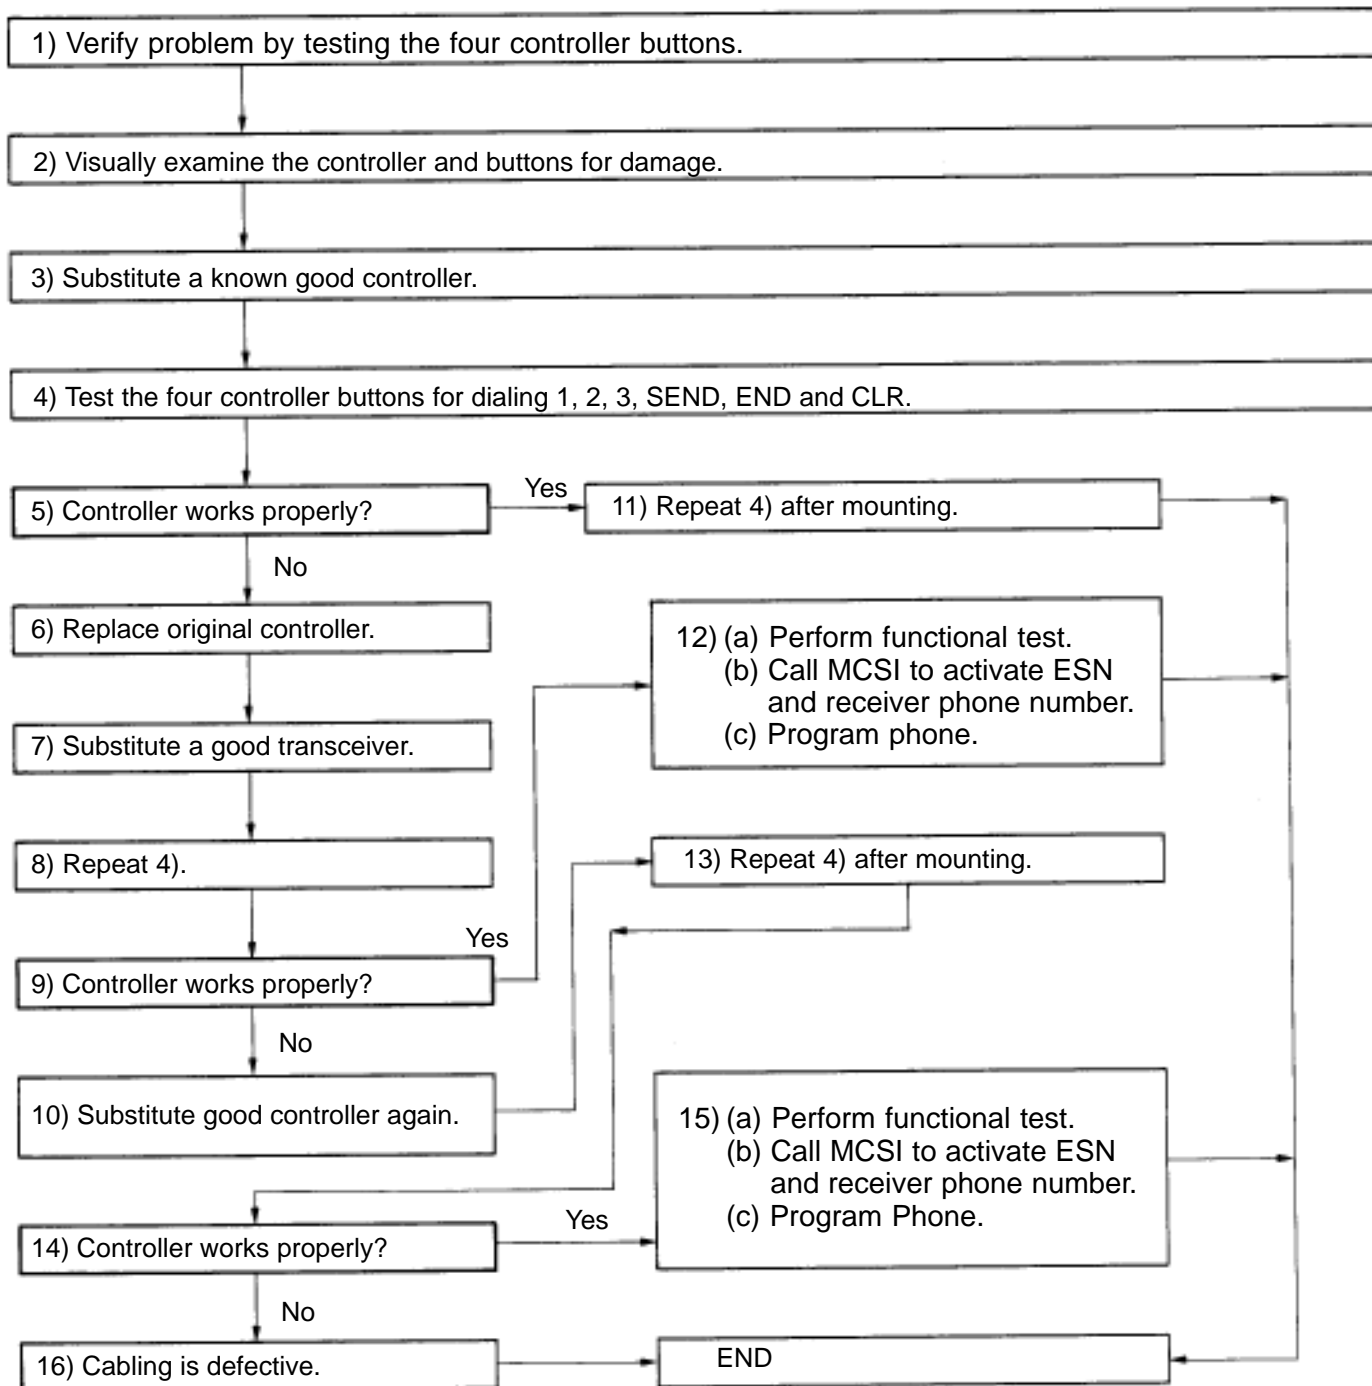 1) Verify problem by testing the four controller buttons.
2) Visually examine the controller and buttons for damage.
3) Substitute a known good controller.
4) Test the four controller buttons for dialing 1, 2, 3, SEND, END and CLR.
5) Controller works properly?
Yes
11) Repeat 4) after mounting.
No
6) Replace original controller.
7) Substitute a good transceiver.
8) Repeat 4).
9) Controller works properly?
Yes
12) (a) Perform functional test.
(b) Call MCSI to activate ESN
and receiver phone number.
(c) Program phone.
No
10) Substitute good controller again.
13) Repeat 4) after mounting.
14) Controller works properly?
Yes
15) (a) Perform functional test.
(b) Call MCSI to activate ESN
and receiver phone number.
(c) Program Phone.
No
16) Cabling is defective.
END